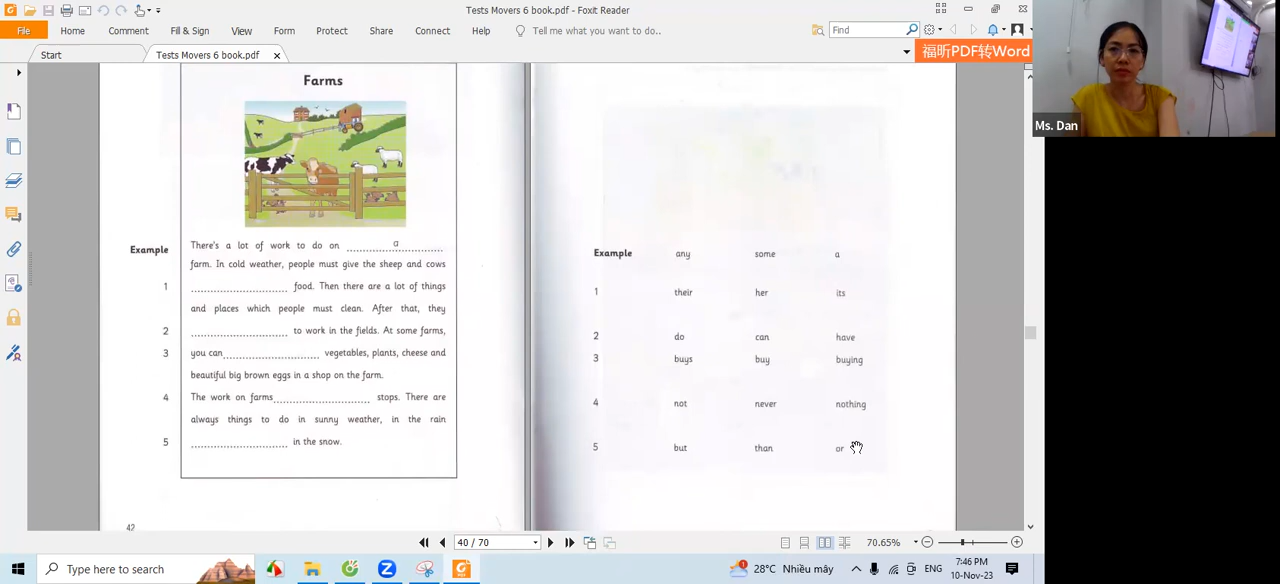 Tests Movers 6 book.pdf - Foxit Reader
File Home Comment Fill & Sign View Form Protect Share Connect Help Tell me what you want to do.. Find
Start Tests Movers 6 book.pdf
福昕PDF转Word
Ms. Dan
Farms
Example There's a lot of work to do on a
farm. In cold weather, people must give the sheep and cows
1 food. Then there are a lot of things
and places which people must clean. After that, they
2 to work in the fields. At some farms,
3 you can vegetables, plants, cheese and
beautiful big brown eggs in a shop on the farm.
4 The work on farms stops. There are
always things to do in sunny weather, in the rain
5 in the snow.
42
Example any some a
1 their her its
2 do can have
3 buys buy buying
4 not never nothing
5 but than or
40 / 70
70.65%
Type here to search
28°C Nhiều mây
ENG
7:46 PM
10-Nov-23